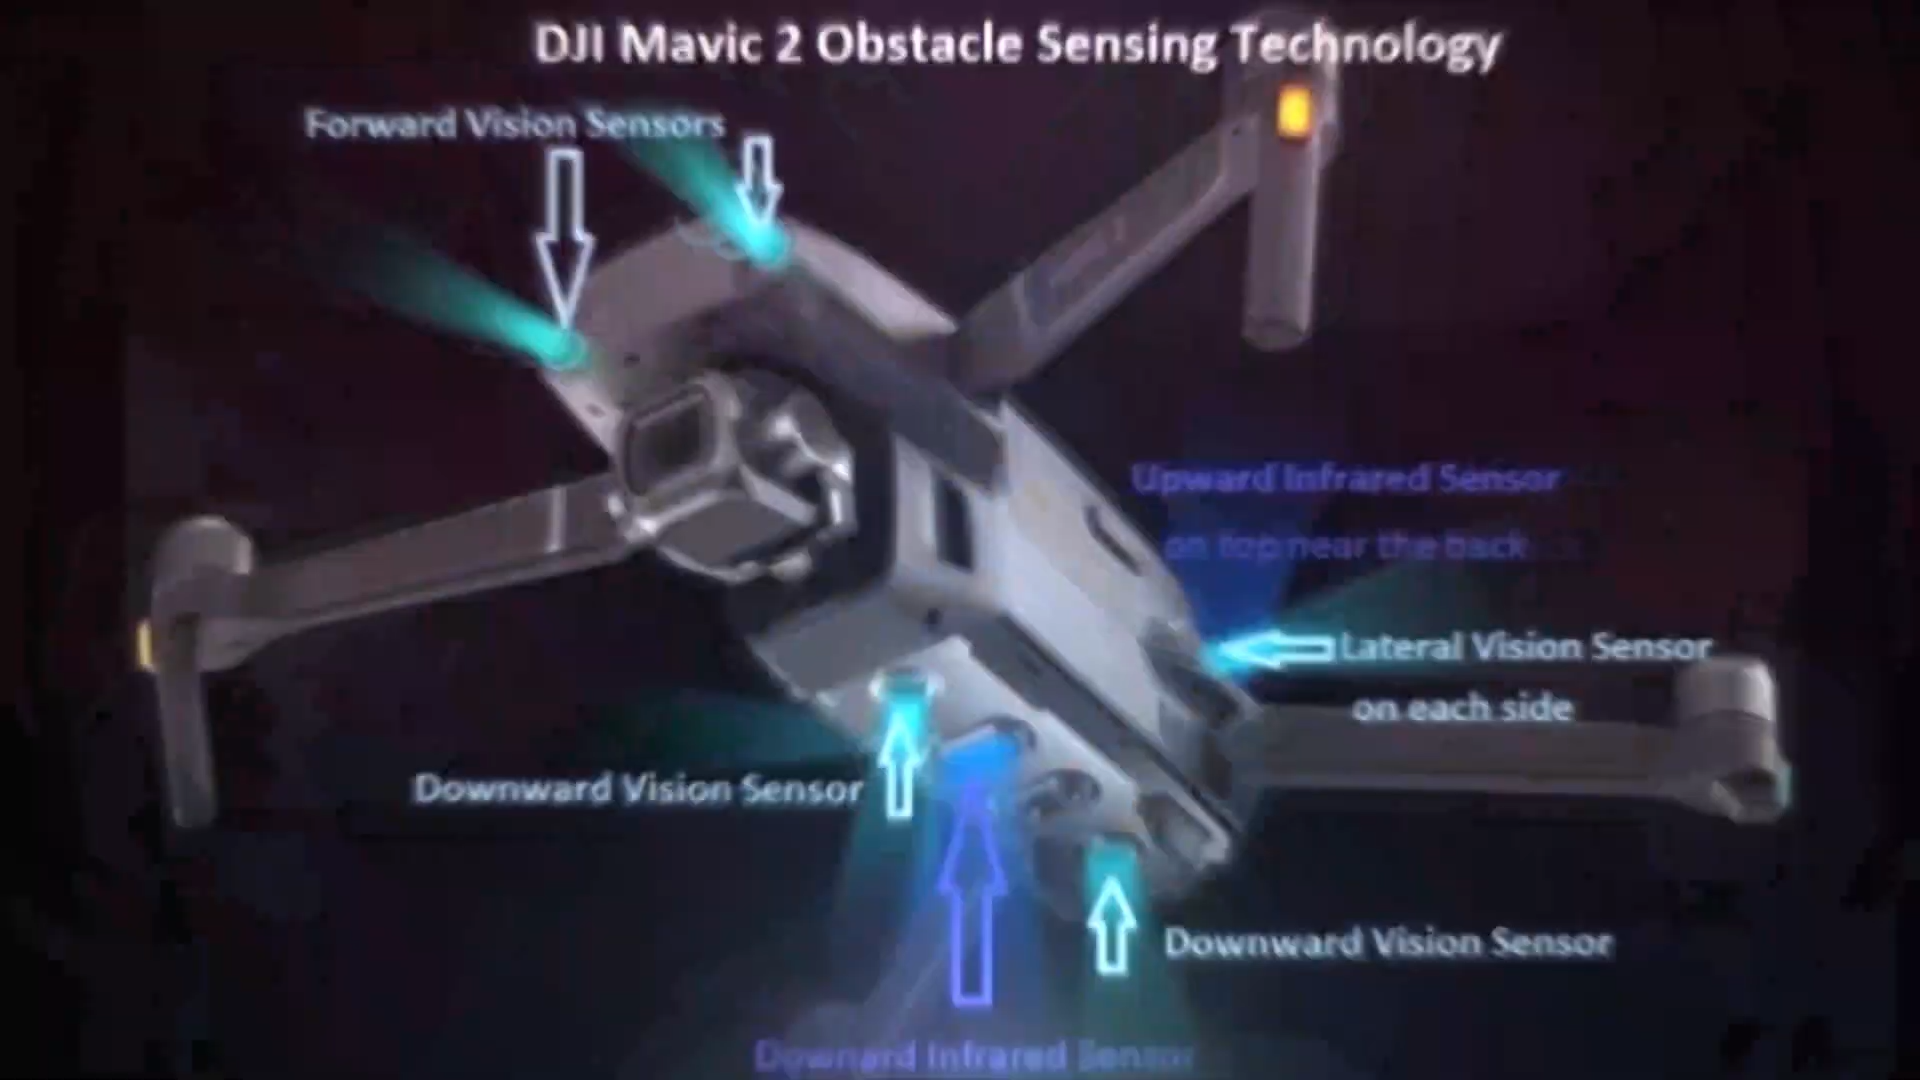 DJI Mavic 2 Obstacle Sensing Technology
Forward Vision Sensors
Upward Infrared Sensor
on top near the back
Lateral Vision Sensor
on each side
Downward Vision Sensor
Downward Vision Sensor
Downard Infrared Sensor